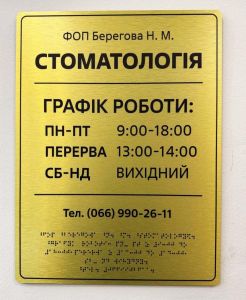 ФОП Берегова Н. М.
СТОМАТОЛОГІЯ
ГРАФІК РОБОТИ:
ПН-ПТ 9:00-18:00
ПЕРЕРВА 13:00-14:00
СБ-НД ВИХІДНИЙ
Тел. (066) 990-26-11